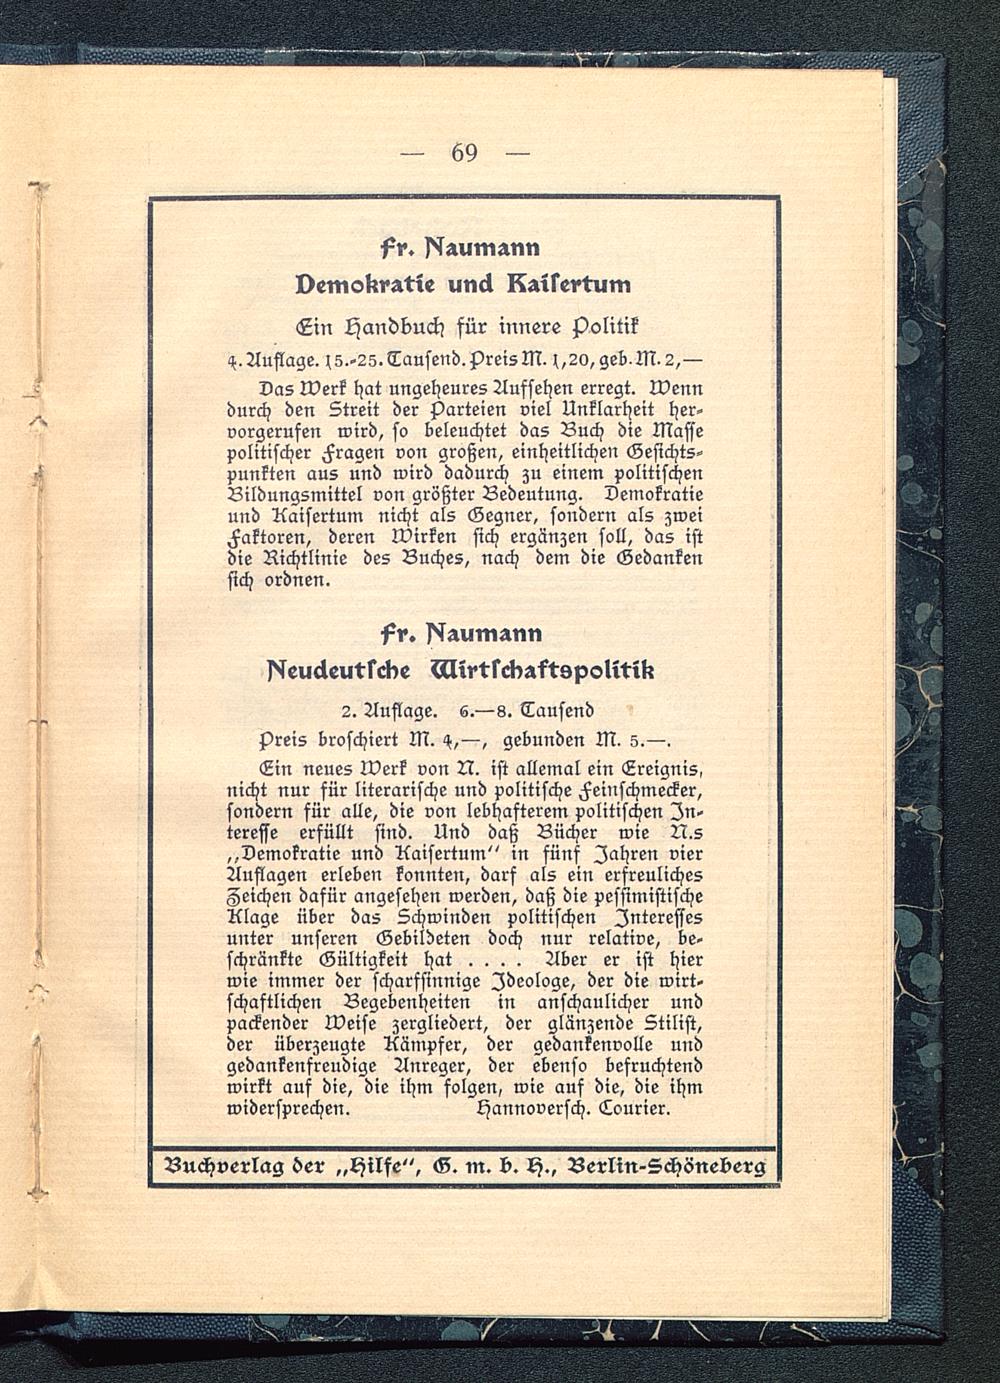 — 69 —
Fr. Naumann
Demokratie und Kaiſertum
Ein Handbuch für innere Politik
4. Auflage. 15.-25. Tauſend. Preis M. 1,20, geb. M. 2,—
Das Werk hat ungeheures Aufſehen erregt. Wenn
durch den Streit der Parteien viel Unklarheit her-
vorgerufen wird, ſo beleuchtet das Buch die Maſſe
politiſcher Fragen von großen, einheitlichen Geſichts-
punkten aus und wird dadurch zu einem politiſchen
Bildungsmittel von größter Bedeutung. Demokratie
und Kaiſertum nicht als Gegner, ſondern als zwei
Faktoren, deren Wirken ſich ergänzen ſoll, das iſt
die Richtlinie des Buches, nach dem die Gedanken
ſich ordnen.
Fr. Naumann
Neudeutſche Wirtſchaftspolitik
2. Auflage. 6.—8. Tauſend
Preis broſchiert M. 4,—, gebunden M. 5.—.
Ein neues Werk von N. iſt allemal ein Ereignis,
nicht nur für literariſche und politiſche Feinſchmecker,
ſondern für alle, die von lebhafterem politiſchen In-
tereſſe erfüllt ſind. Und daß Bücher wie N.s
„Demokratie und Kaiſertum“ in fünf Jahren vier
Auflagen erleben konnten, darf als ein erfreuliches
Zeichen dafür angeſehen werden, daß die peſſimiſtiſche
Klage über das Schwinden politiſchen Intereſſes
unter unſeren Gebildeten doch nur relative, be-
ſchränkte Gültigkeit hat . . . . Aber er iſt hier
wie immer der ſcharfſinnige Ideologe, der die wirt-
ſchaftlichen Begebenheiten in anſchaulicher und
packender Weiſe zergliedert, der glänzende Stiliſt,
der überzeugte Kämpfer, der gedankenvolle und
gedankenfreudige Anreger, der ebenſo befruchtend
wirkt auf die, die ihm folgen, wie auf die, die ihm
widerſprechen. Hannoverſch. Courier.
Buchverlag der „Hilfe“, G. m. b. H., Berlin-Schöneberg